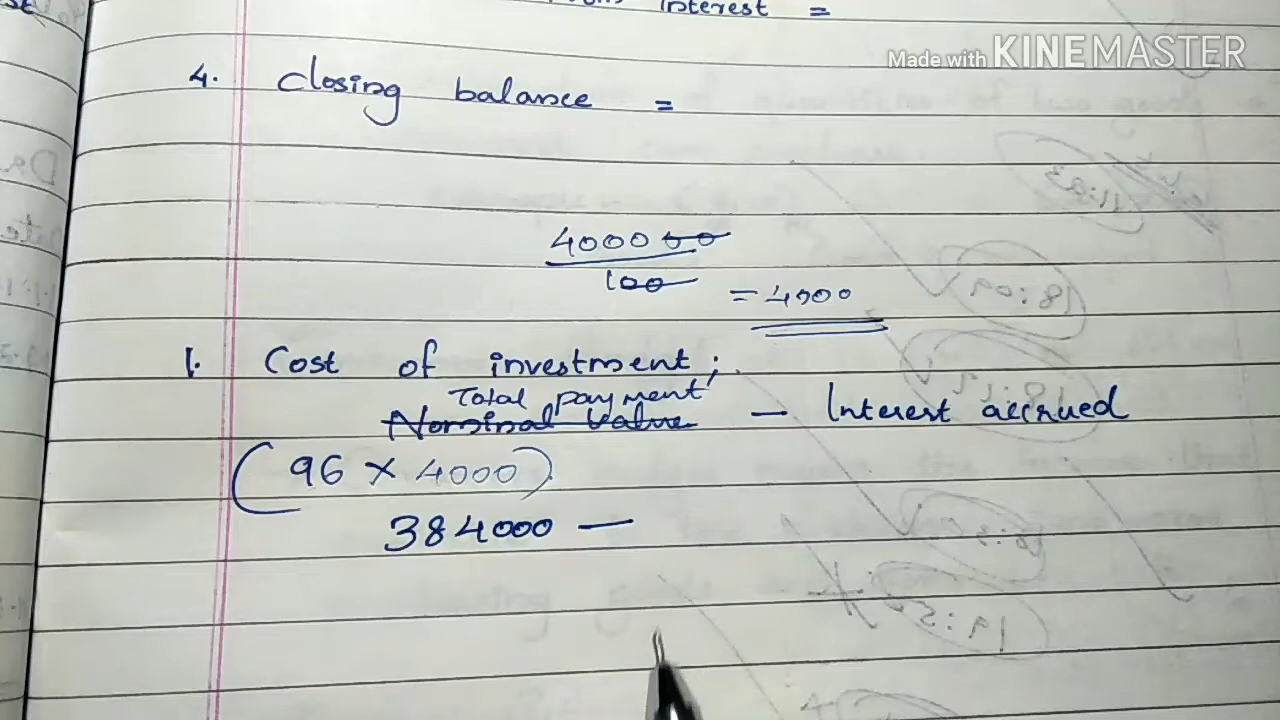 Interest =
Made with KINEMASTER
4. Closing balance =
400000
100
= 4000
1. Cost of investment;
Total payment
Nominal Value — Interest accrued
(96 × 4000)
384000 —